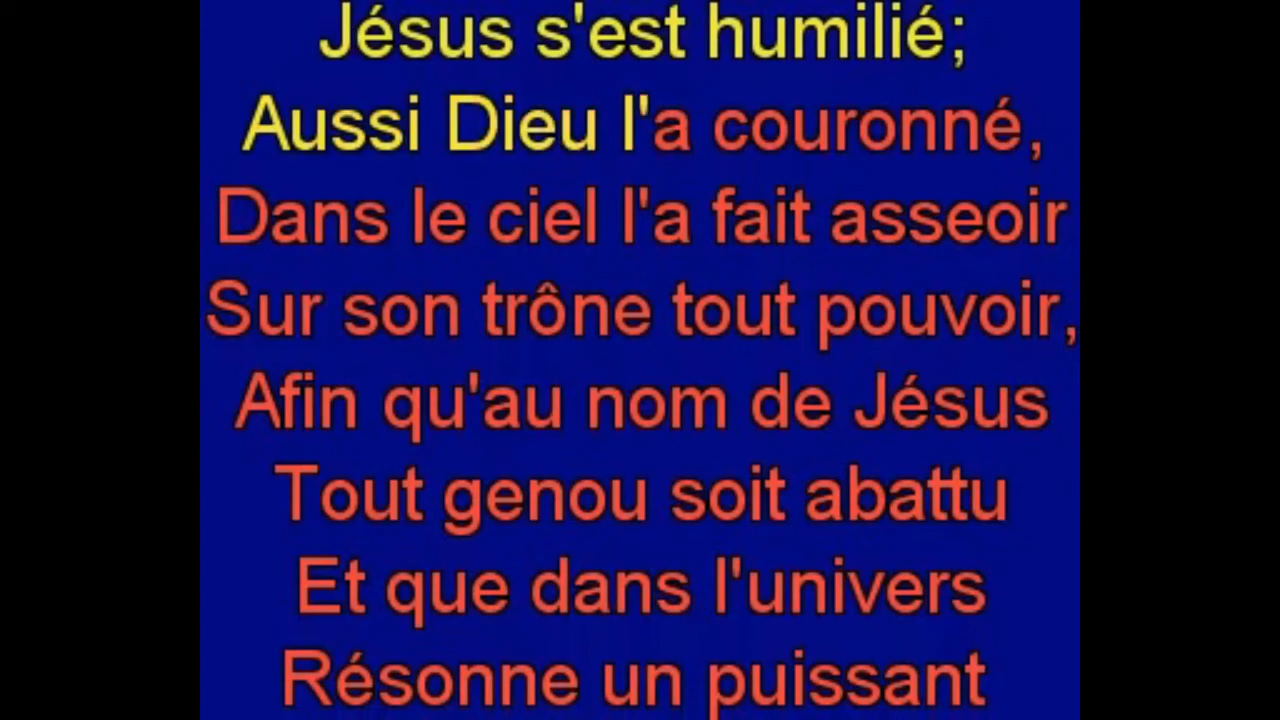 Jésus s'est humilié;
Aussi Dieu l'a couronné,
Dans le ciel l'a fait asseoir
Sur son trône tout pouvoir,
Afin qu'au nom de Jésus
Tout genou soit abattu
Et que dans l'univers
Résonne un puissant